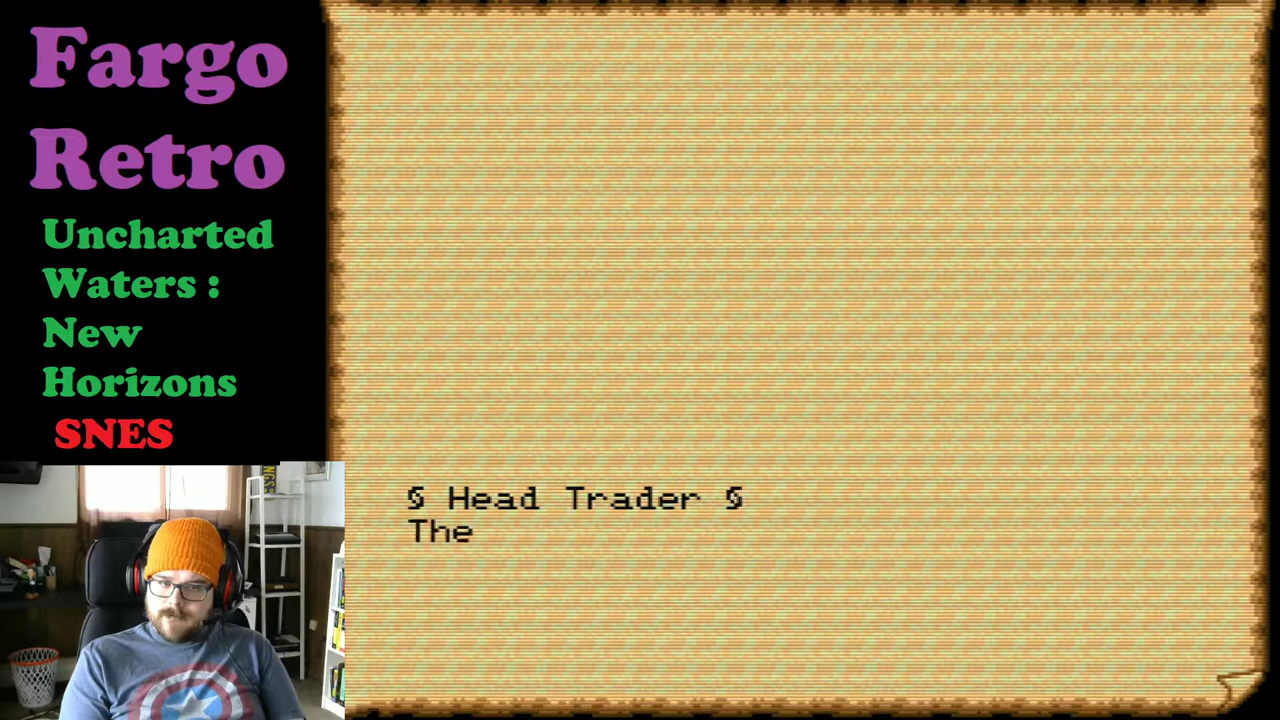 Fargo
Retro
Uncharted
Waters :
New
Horizons
SNES
§ Head Trader §
The